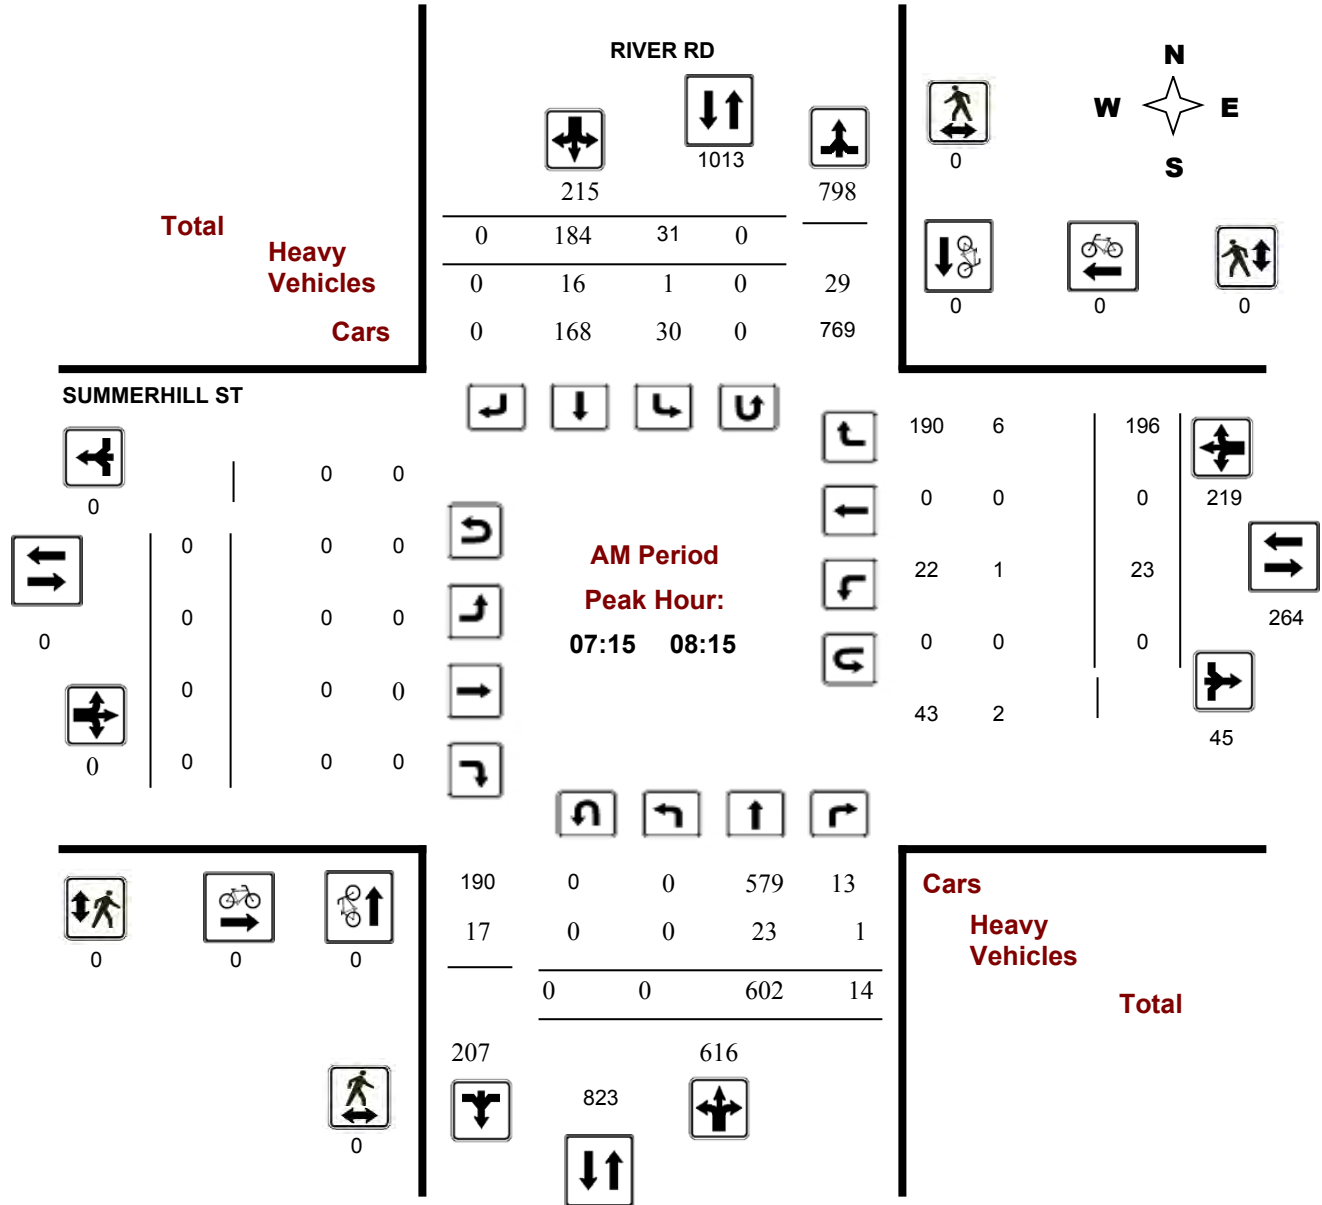 RIVER RD
N
W E
S
1013
0
215 798
Total
0 184 31 0
Heavy
Vehicles
0 16 1 0 29
Cars
0 168 30 0 769
0 0 0
SUMMERHILL ST
190 6 196
0 0
0 0 0 219
0
0 0 0
AM Period
22 1 23
Peak Hour:
0 0 0
264
0
07:15 08:15
0 0 0
0 0 0
43 2
45
0 0 0 0
190 0 0 579 13
Cars
17 0 0 23 1
Heavy
Vehicles
0 0 0
0 0 602 14
Total
207 616
823
0